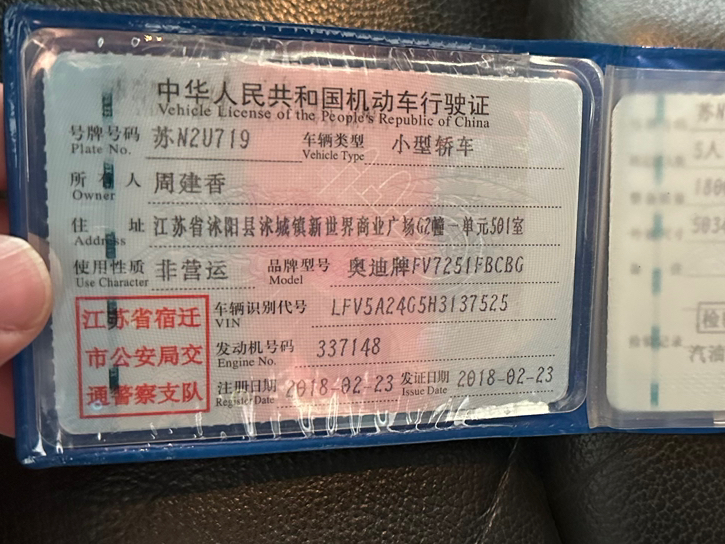 中华人民共和国机动车行驶证
Vehicle License of the People's Republic of China
号牌号码 苏N2U719 车辆类型 小型轿车
Plate No. Vehicle Type
所有人 周建香
Owner
住址 江苏省沭阳县沭城镇新世界商业广场G2幢一单元501室
Address
使用性质 非营运 品牌型号 奥迪牌FV7251FBCBG
Use Character Model
江苏省宿迁
市公安局交
通警察支队
车辆识别代号 LFV5A24G5H3137525
VIN
发动机号码 337148
Engine No.
注册日期 2018-02-23 发证日期 2018-02-23
Register Date Issue Date
苏
5人
180
503
检
记录
汽油